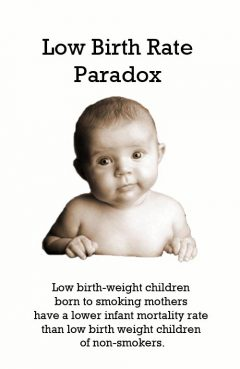 Low Birth Rate
Paradox
Low birth-weight children
born to smoking mothers
have a lower infant mortality rate
than low birth weight children
of non-smokers.